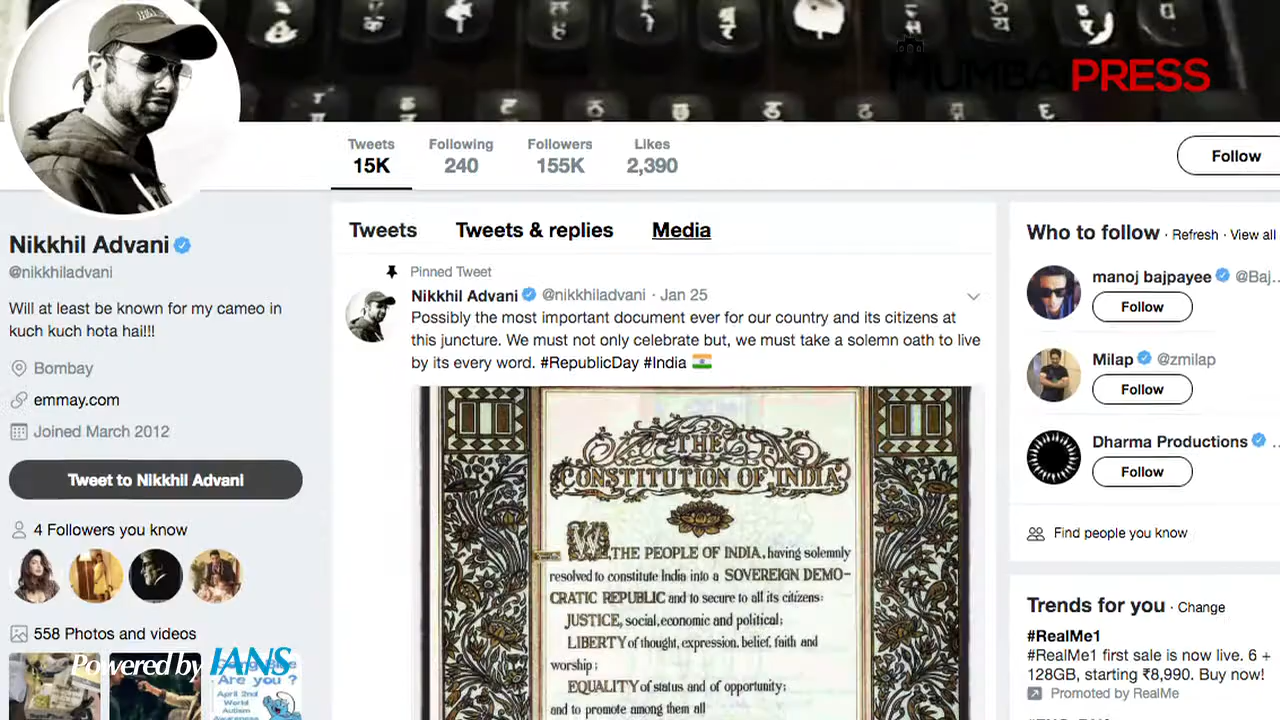 MUMBAI PRESS
Tweets
15K
Following
240
Followers
155K
Likes
2,390
Follow
Nikkhil Advani
@nikkhiladvani
Will at least be known for my cameo in
kuch kuch hota hai!!!
Bombay
emmay.com
Joined March 2012
Tweet to Nikkhil Advani
4 Followers you know
558 Photos and videos
Powered by IANS
Are you ?
April 2nd
World
Autism
Awareness
Tweets
Tweets & replies
Media
Pinned Tweet
Nikkhil Advani @nikkhiladvani · Jan 25
Possibly the most important document ever for our country and its citizens at
this juncture. We must not only celebrate but, we must take a solemn oath to live
by its every word. #RepublicDay #India
THE
CONSTITUTION OF INDIA
WE, THE PEOPLE OF INDIA, having solemnly
resolved to constitute India into a SOVEREIGN DEMO-
CRATIC REPUBLIC and to secure to all its citizens:
JUSTICE, social, economic and political;
LIBERTY of thought, expression, belief, faith and
worship;
EQUALITY of status and of opportunity;
and to promote among them all
Who to follow · Refresh · View all
manoj bajpayee @Baj...
Follow
Milap @zmilap
Follow
Dharma Productions
Follow
Find people you know
Trends for you · Change
#RealMe1
#RealMe1 first sale is now live. 6 +
128GB, starting ₹8,990. Buy now!
Promoted by RealMe